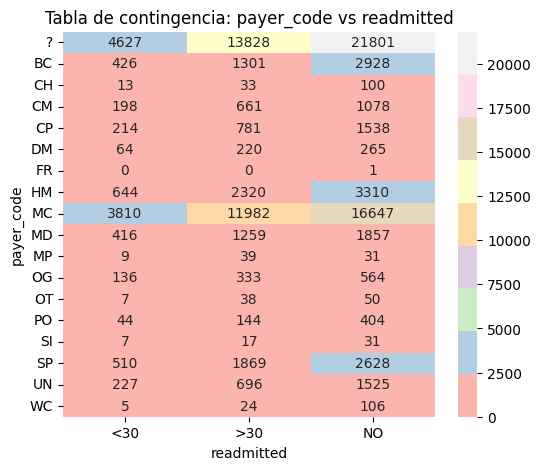 Tabla de contingencia: payer_code vs readmitted
? 4627 13828 21801
BC 426 1301 2928
CH 13 33 100
CM 198 661 1078
CP 214 781 1538
DM 64 220 265
FR 0 0 1
HM 644 2320 3310
MC 3810 11982 16647
MD 416 1259 1857
MP 9 39 31
OG 136 333 564
OT 7 38 50
PO 44 144 404
SI 7 17 31
SP 510 1869 2628
UN 227 696 1525
WC 5 24 106
<30 >30 NO
readmitted
payer_code
20000
17500
15000
12500
10000
7500
5000
2500
0